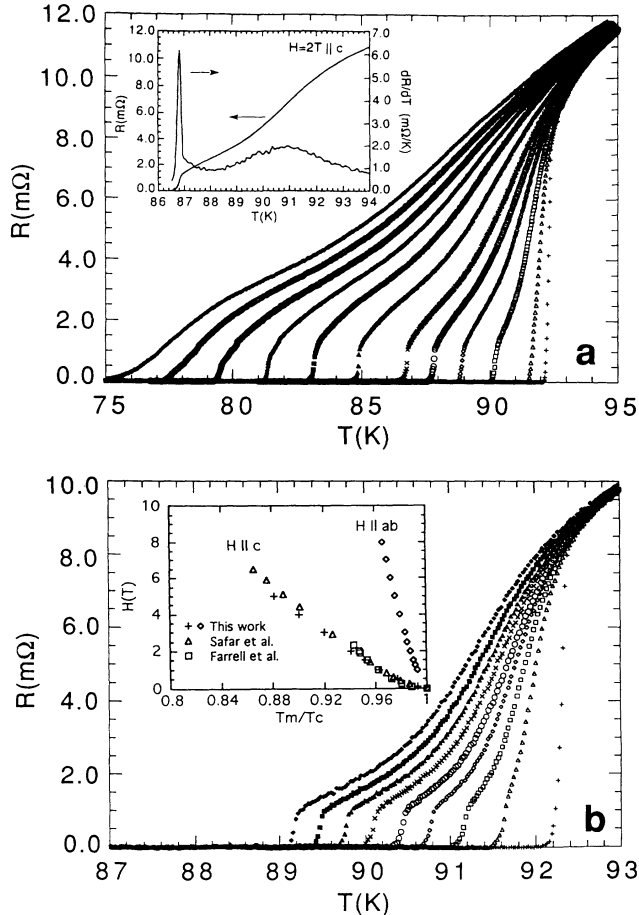 12.0
10.0
8.0
6.0
4.0
2.0
0.0
R(mΩ)
75
80
85
90
95
T(K)
a
12.0
10.0
8.0
6.0
4.0
2.0
0.0
R(mΩ)
H=2T || c
7.0
6.0
5.0
4.0
3.0
2.0
1.0
0.0
dR/dT (mΩ/K)
86 87 88 89 90 91 92 93 94
T(K)
10.0
8.0
6.0
4.0
2.0
0.0
R(mΩ)
87 88 89 90 91 92 93
T(K)
b
10
8
6
4
2
0
H(T)
H || c
H || ab
This work
Safar et al.
Farrell et al.
0.8 0.84 0.88 0.92 0.96 1
Tm/Tc